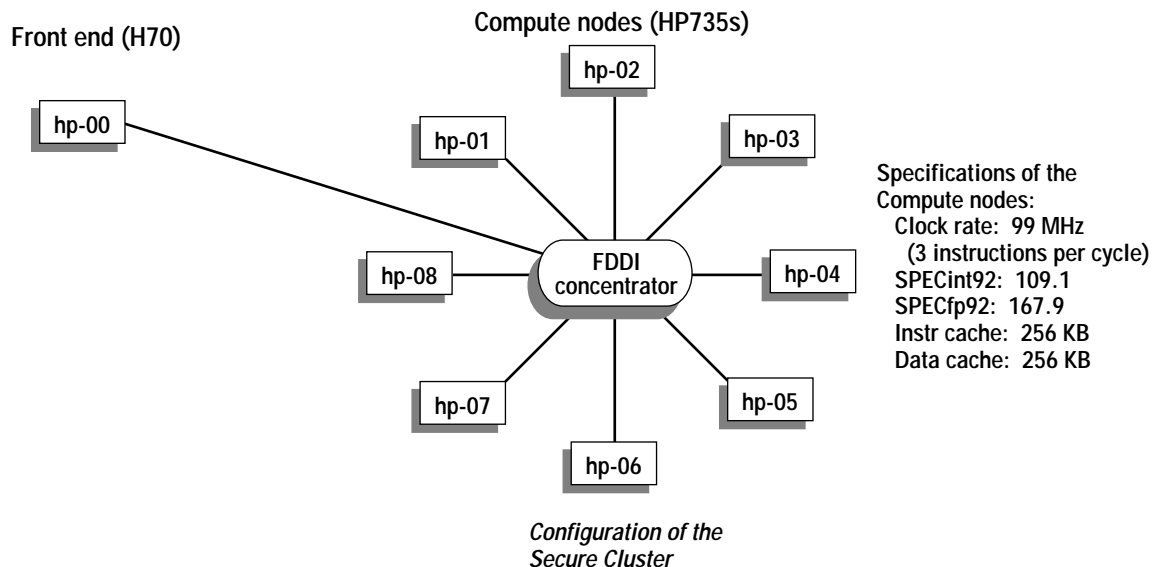 Front end (H70)
Compute nodes (HP735s)
hp-02
hp-00
hp-01
hp-03
Specifications of the
Compute nodes:
Clock rate: 99 MHz
(3 instructions per cycle)
SPECint92: 109.1
SPECfp92: 167.9
Instr cache: 256 KB
Data cache: 256 KB
FDDI
concentrator
hp-08
hp-04
hp-07
hp-05
hp-06
Configuration of the
Secure Cluster